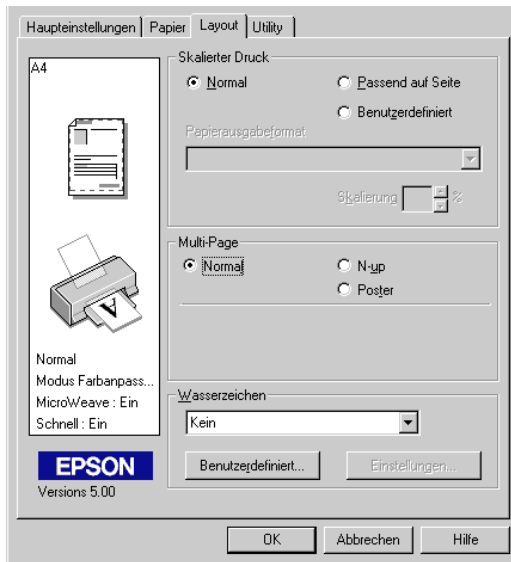 Haupteinstellungen Papier Layout Utility
A4
Skalierter Druck
Normal Passend auf Seite
Benutzerdefiniert
Papierausgabeformat
Skalierung %
Multi-Page
Normal N-up
Poster
Normal
Modus Farbanpass...
MicroWeave : Ein
Schnell : Ein
Wasserzeichen
Kein
Benutzerdefiniert... Einstellungen...
EPSON
Versions 5.00
OK Abbrechen Hilfe